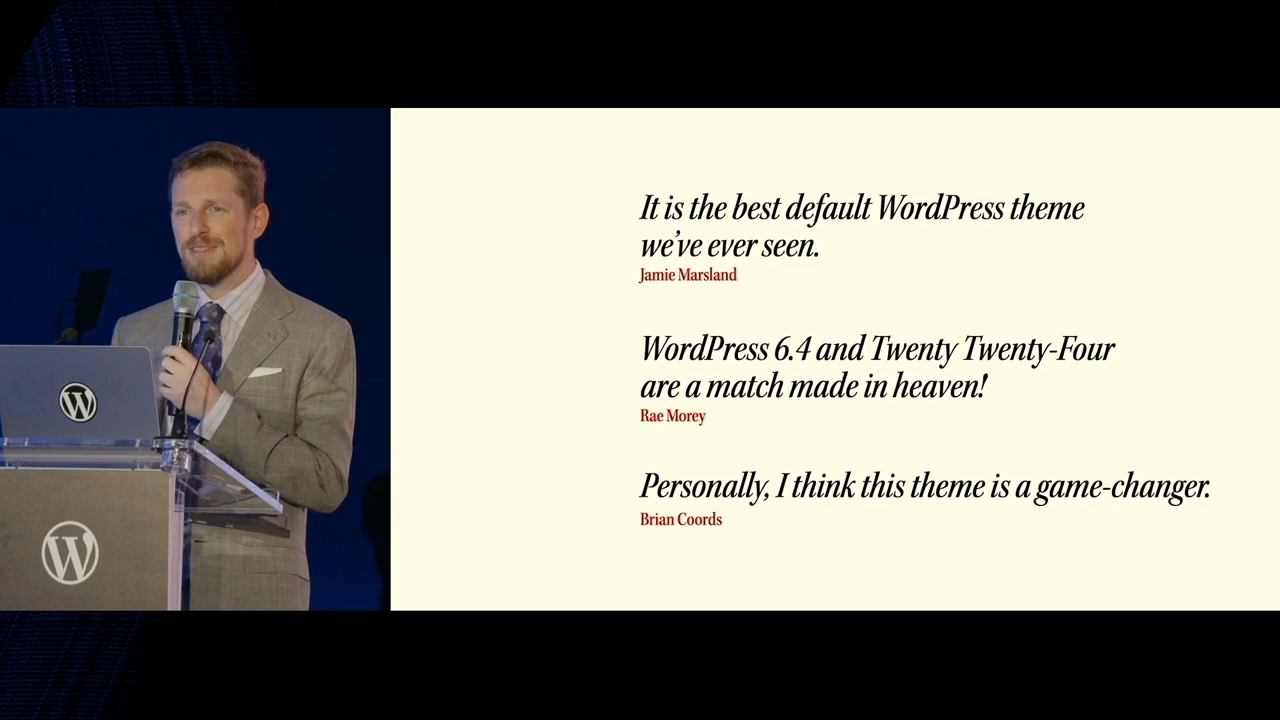 It is the best default WordPress theme
we've ever seen.
Jamie Marsland
WordPress 6.4 and Twenty Twenty-Four
are a match made in heaven!
Rae Morey
Personally, I think this theme is a game-changer.
Brian Coords